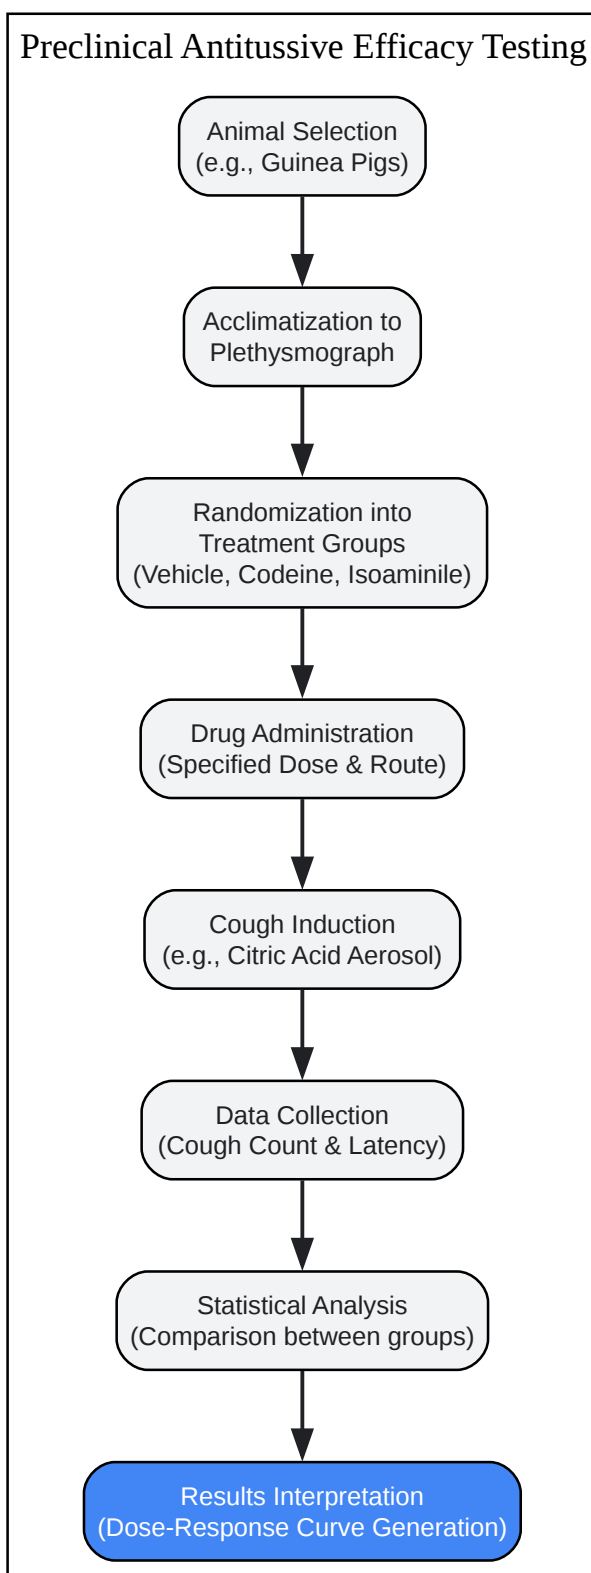 Preclinical Antitussive Efficacy Testing
Animal Selection
(e.g., Guinea Pigs)
Acclimatization to
Plethysmograph
Randomization into
Treatment Groups
(Vehicle, Codeine, Isoaminile)
Drug Administration
(Specified Dose & Route)
Cough Induction
(e.g., Citric Acid Aerosol)
Data Collection
(Cough Count & Latency)
Statistical Analysis
(Comparison between groups)
Results Interpretation
(Dose-Response Curve Generation)